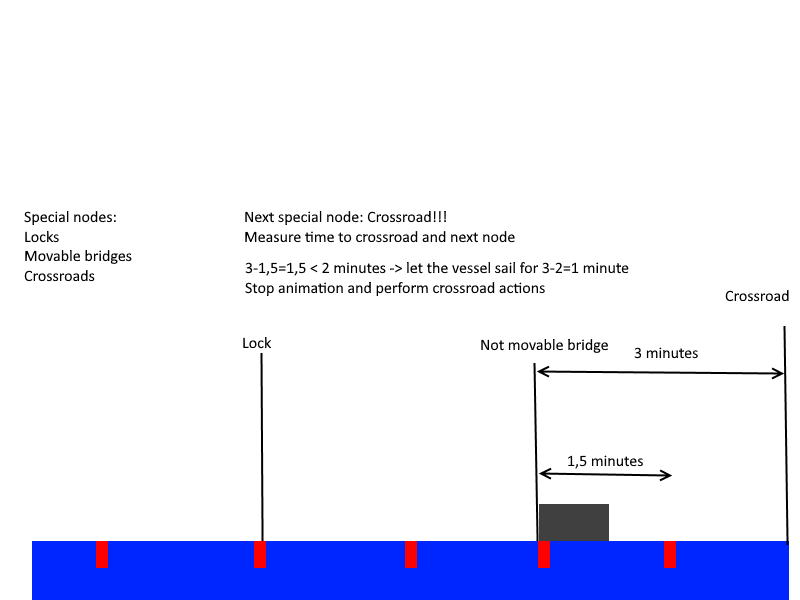 Special nodes:
Locks
Movable bridges
Crossroads
Next special node: Crossroad!!!
Measure time to crossroad and next node
3-1,5=1,5 < 2 minutes -> let the vessel sail for 3-2=1 minute
Stop animation and perform crossroad actions
Crossroad
Lock
Not movable bridge
3 minutes
1,5 minutes